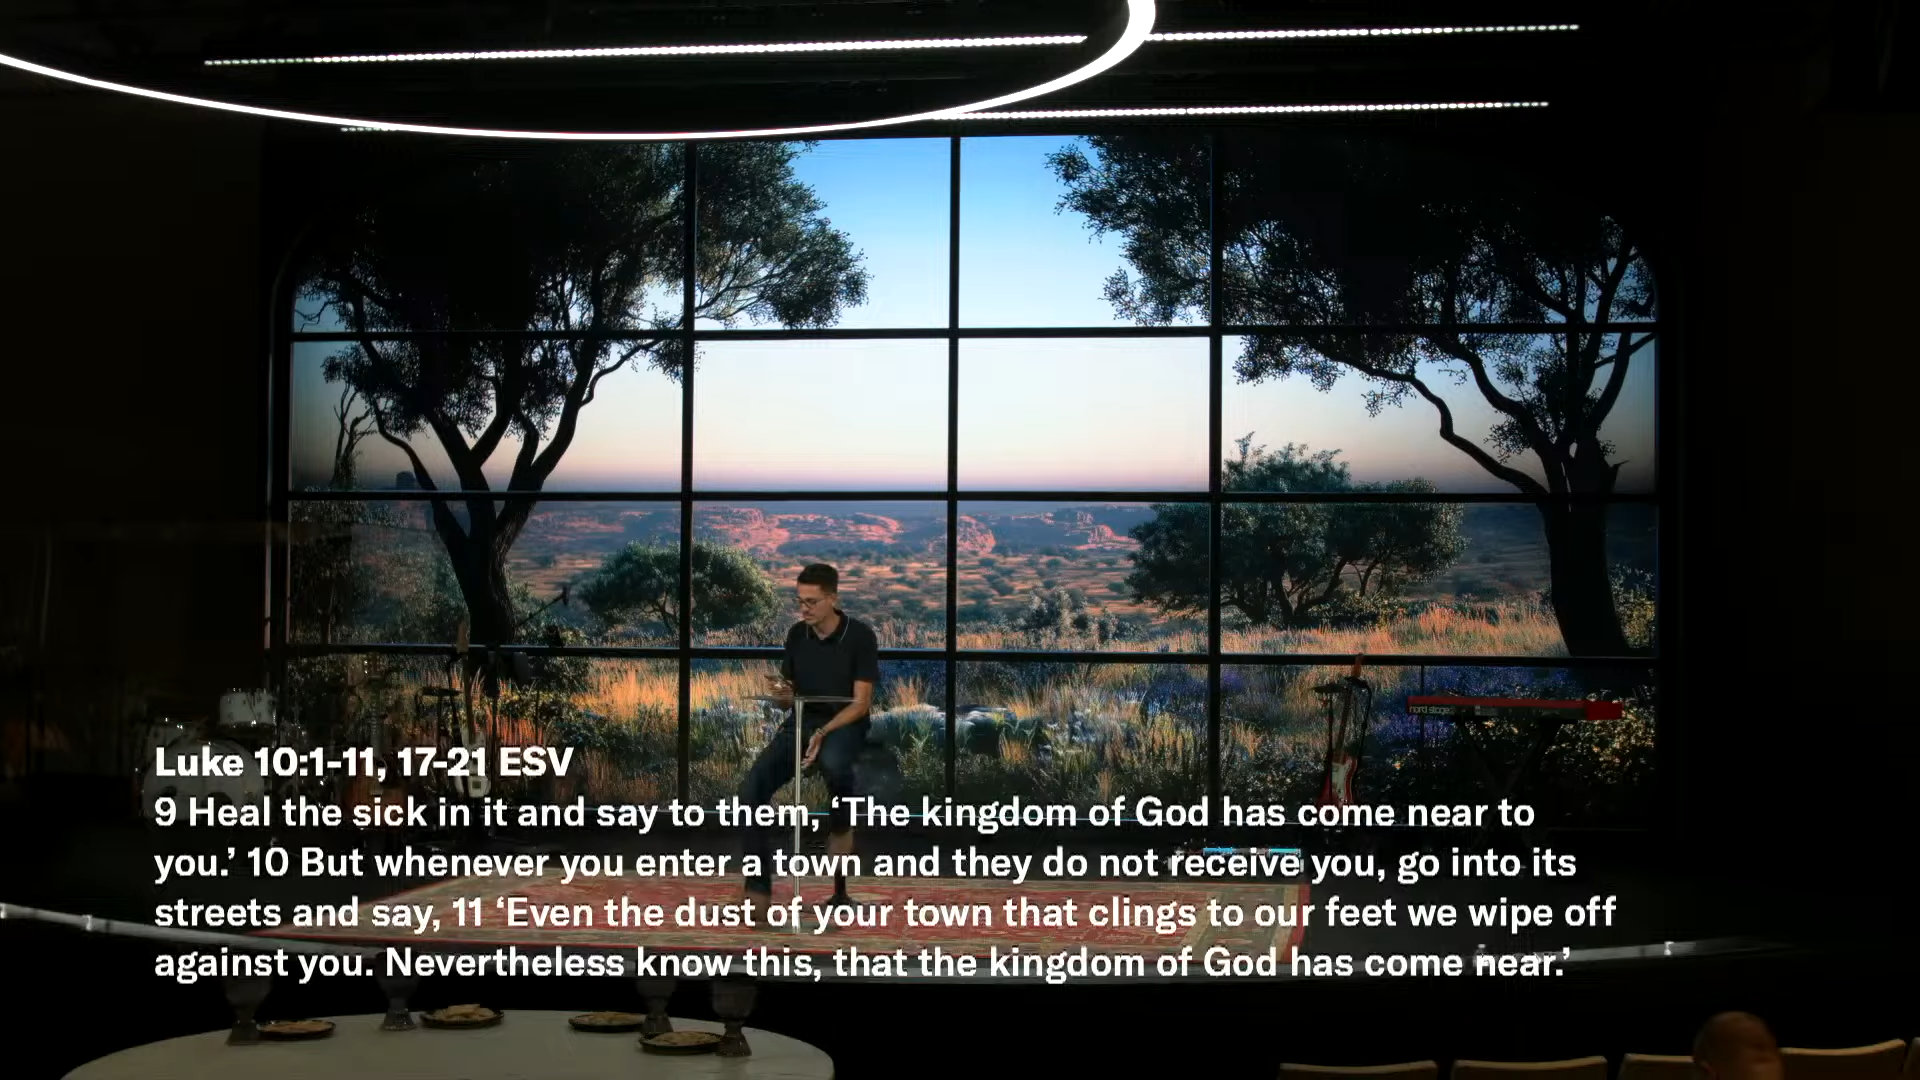 Luke 10:1-11, 17-21 ESV
9 Heal the sick in it and say to them, ‘The kingdom of God has come near to
you.’ 10 But whenever you enter a town and they do not receive you, go into its
streets and say, 11 ‘Even the dust of your town that clings to our feet we wipe off
against you. Nevertheless know this, that the kingdom of God has come near.’
nord stage